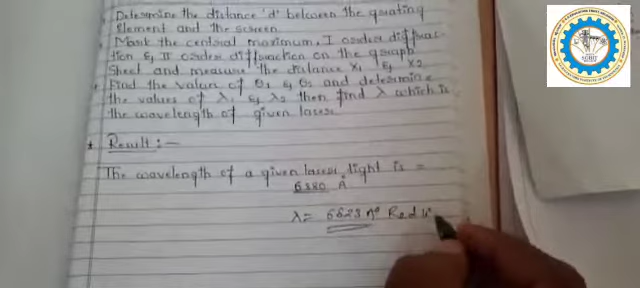 Determine the distance 'd' between the grating
Element and the screen
Mask the central maximum, I order diffrac-
tion & II order diffraction on the graph
Sheet and measure the distance x₁ & x₂
Find the value of θ₁ & θ₂ and determine
the values of λ₁ & λ₂ then find λ which is
the wavelength of given laser.
* Result :-
The wavelength of a given laser light is =
6380 A°
λ = 6623 A° Red